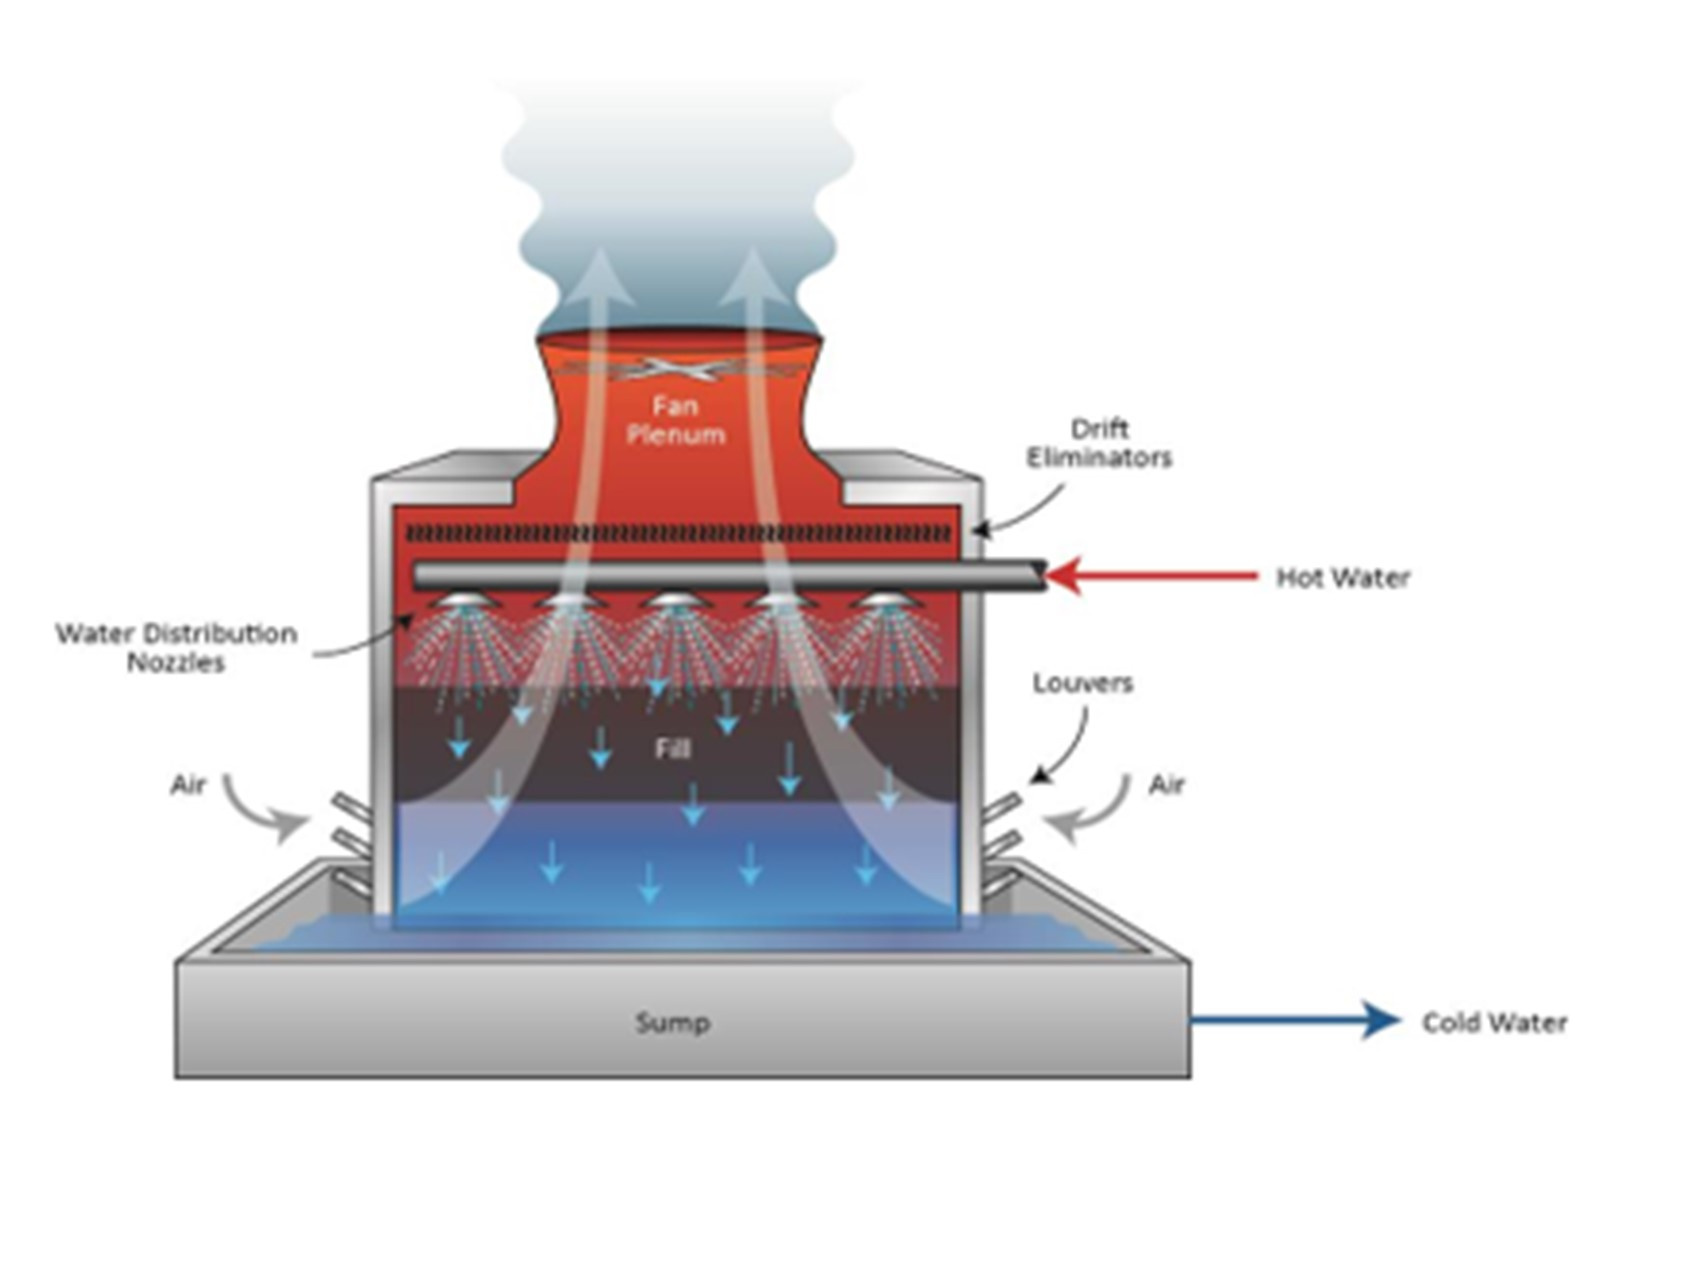 Fan
Plenum
Drift
Eliminators
Hot Water
Water Distribution
Nozzles
Louvers
Fill
Air
Air
Sump
Cold Water